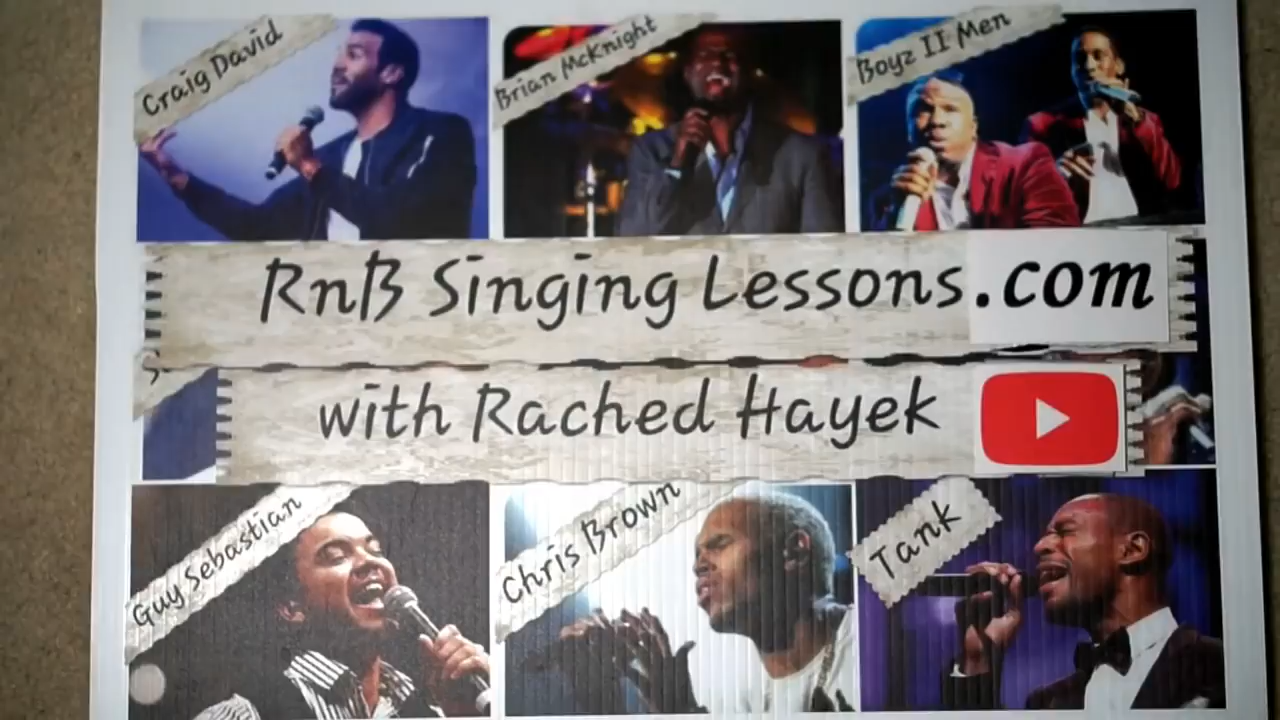 Craig David
Brian McKnight
Boyz II Men
RnB Singing Lessons.com
with Rached Hayek
Guy Sebastian
Chris Brown
Tank